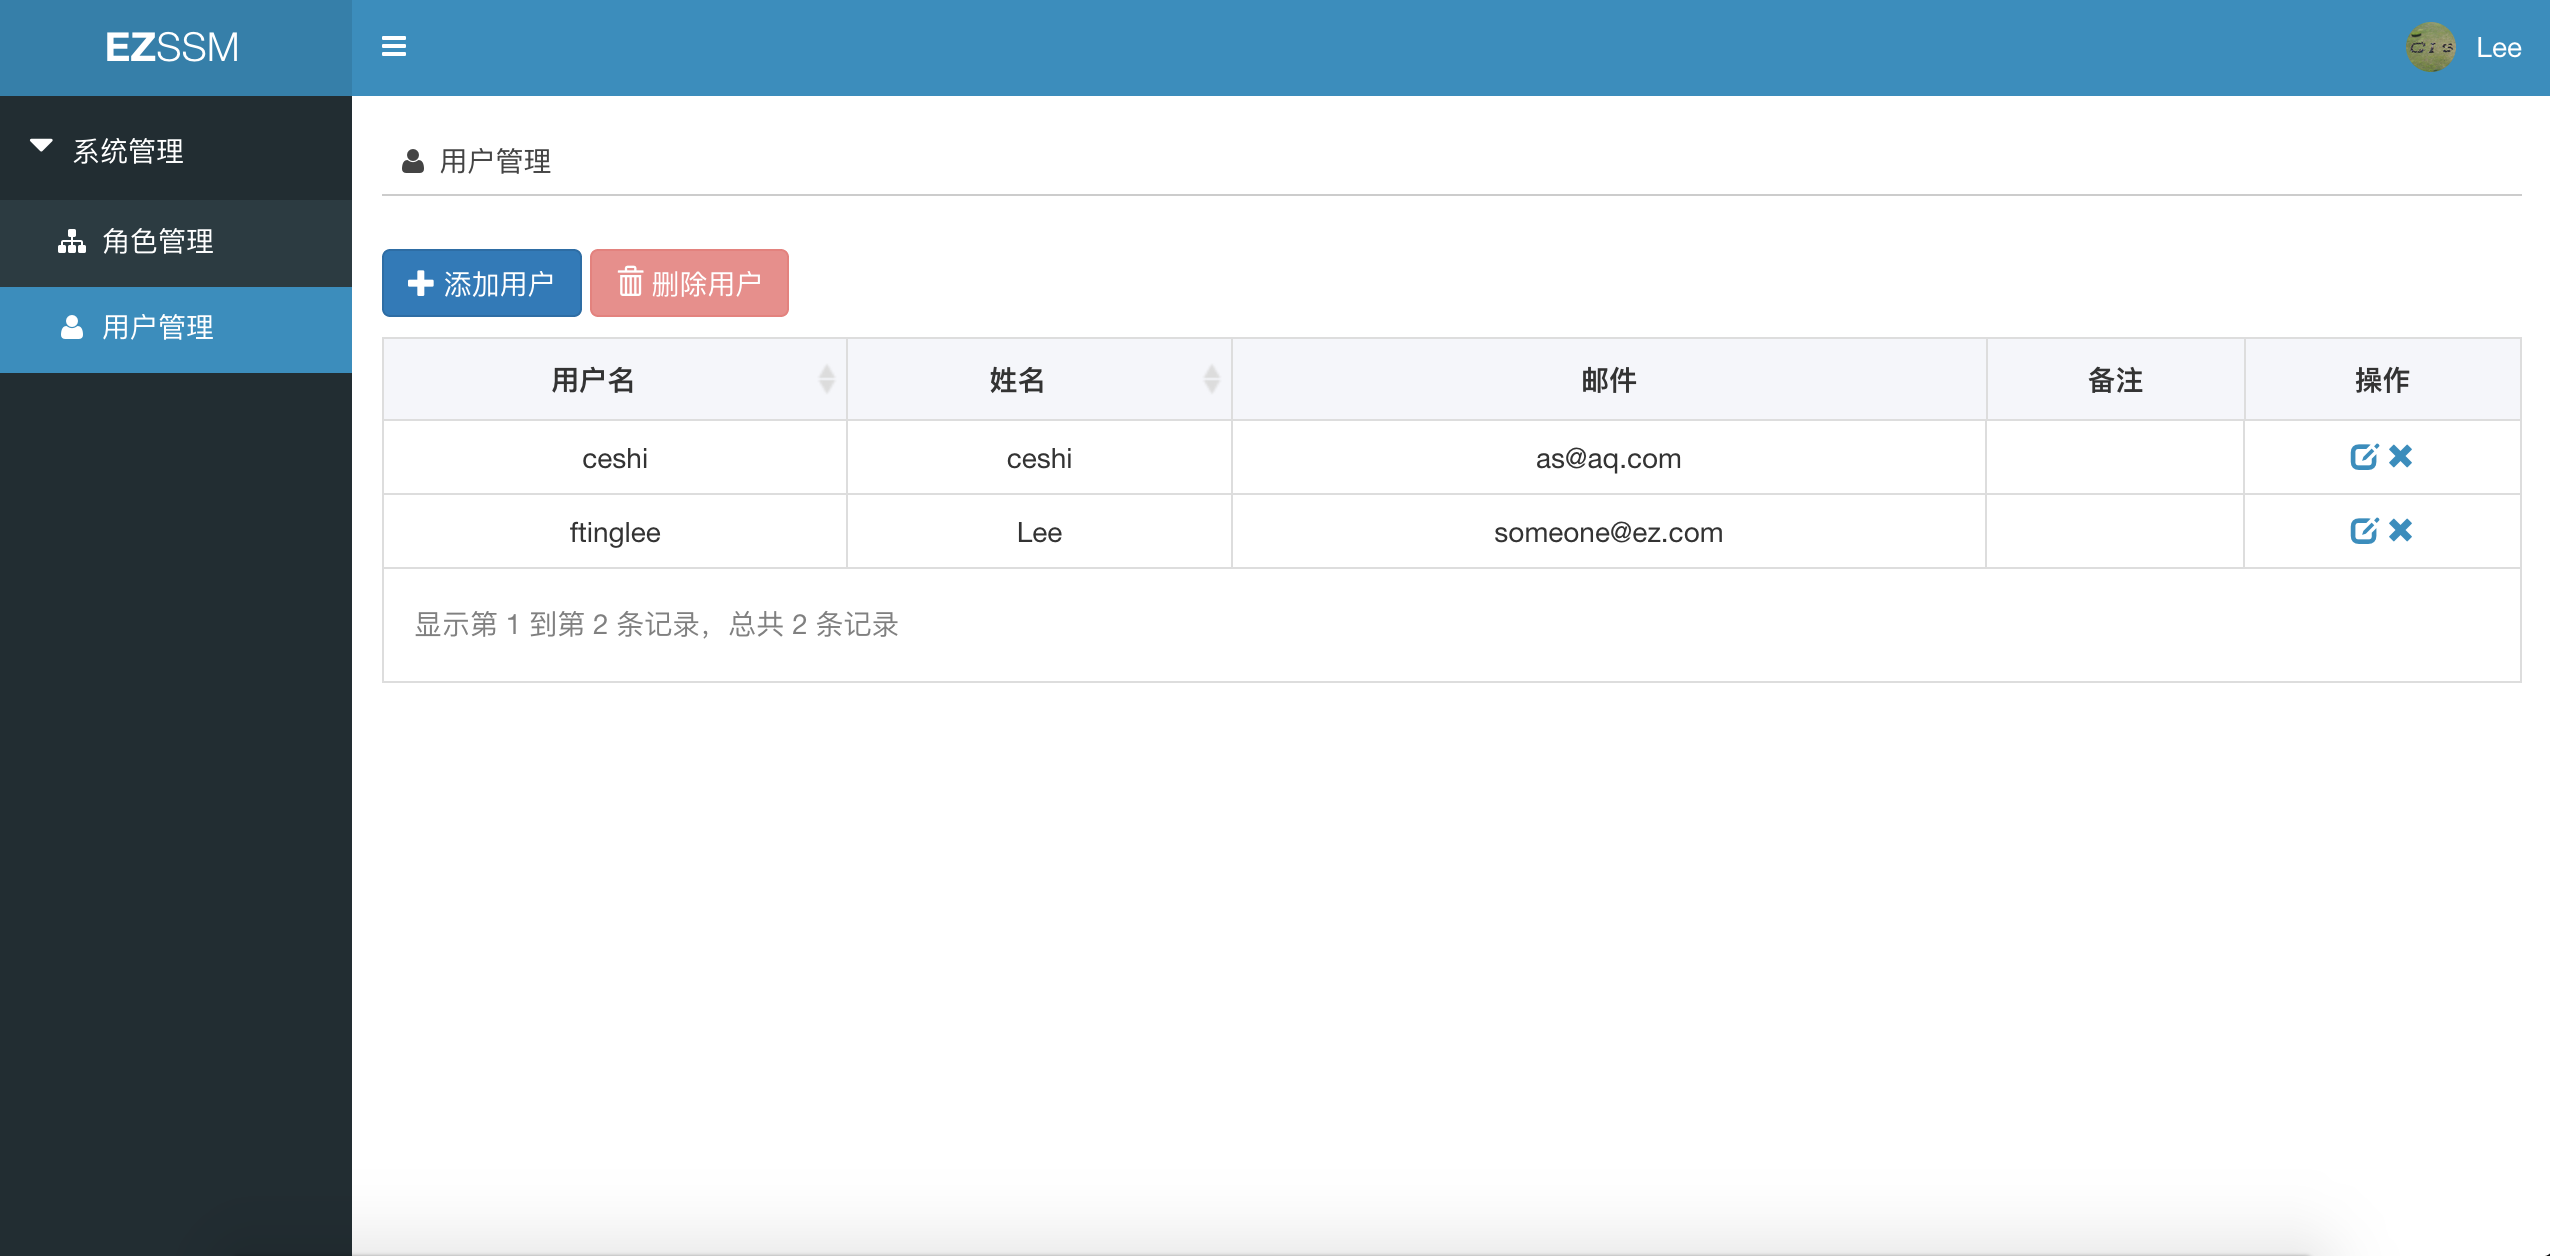 EZSSM
Lee
系统管理
角色管理
用户管理
用户管理
添加用户 删除用户
用户名 姓名 邮件 备注 操作
ceshi ceshi as@aq.com
ftinglee Lee someone@ez.com
显示第 1 到第 2 条记录，总共 2 条记录